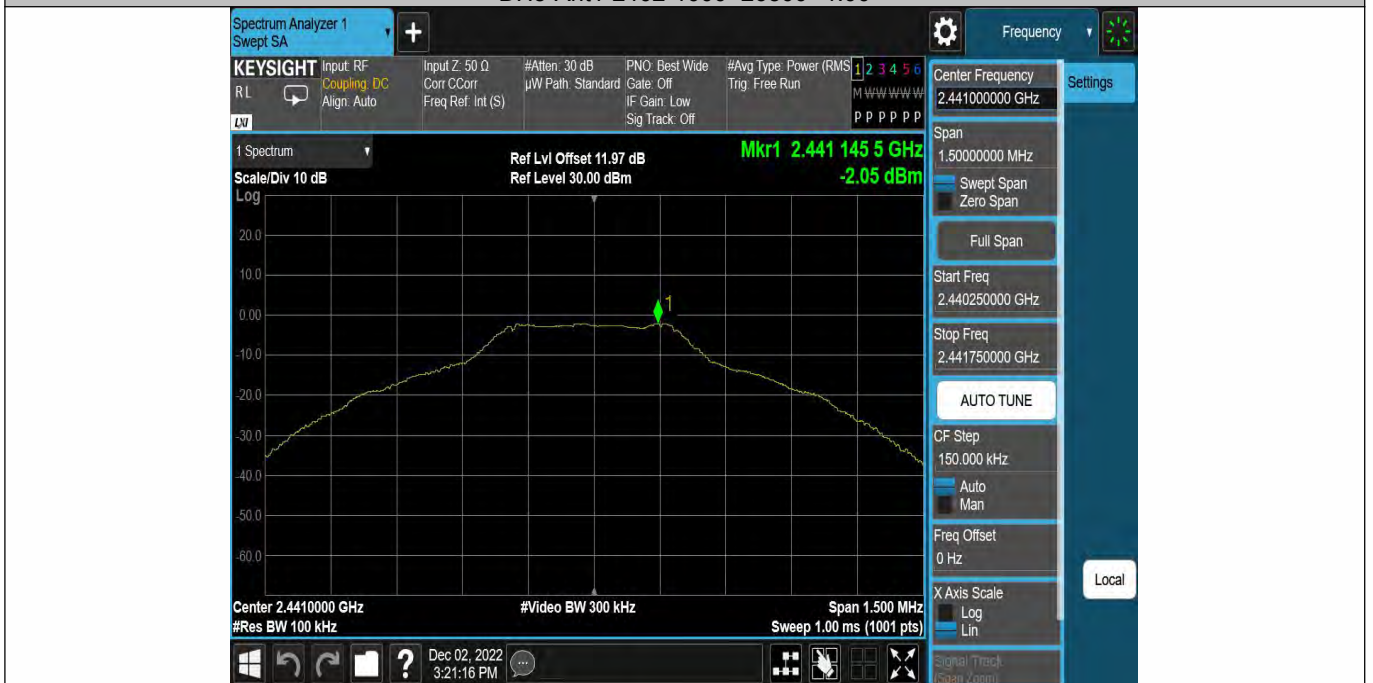 Spectrum Analyzer 1
Swept SA
+
Frequency
KEYSIGHT
RL
LXI
Input: RF
Coupling: DC
Align: Auto
Input Z: 50 Ω
Corr CCorr
Freq Ref: Int (S)
#Atten: 30 dB
µW Path: Standard
PNO: Best Wide
Gate: Off
IF Gain: Low
Sig Track: Off
#Avg Type: Power (RMS
Trig: Free Run
1 2 3 4 5 6
M W W W W W
P P P P P P
1 Spectrum
Scale/Div 10 dB
Log
Ref Lvl Offset 11.97 dB
Ref Level 30.00 dBm
Mkr1 2.441 145 5 GHz
-2.05 dBm
20.0
10.0
0.00
-10.0
-20.0
-30.0
-40.0
-50.0
-60.0
1
Center 2.4410000 GHz
#Res BW 100 kHz
#Video BW 300 kHz
Span 1.500 MHz
Sweep 1.00 ms (1001 pts)
Dec 02, 2022
3:21:16 PM
Center Frequency
2.441000000 GHz
Settings
Span
1.50000000 MHz
Swept Span
Zero Span
Full Span
Start Freq
2.440250000 GHz
Stop Freq
2.441750000 GHz
AUTO TUNE
CF Step
150.000 kHz
Auto
Man
Freq Offset
0 Hz
X Axis Scale
Log
Lin
Local
Signal Track
(Span Zoom)